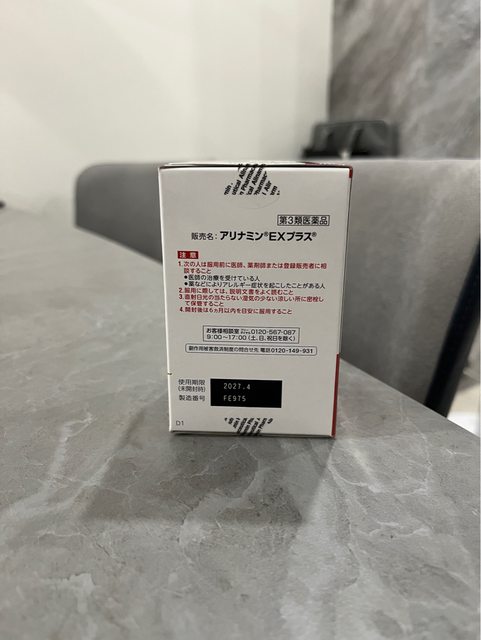 第3類医薬品
販売名：アリナミン®EXプラス®
注意
1.次の人は服用前に医師、薬剤師または登録販売者に相
談すること
●医師の治療を受けている人
●薬などによりアレルギー症状を起こしたことがある人
2.服用に際しては、説明文書をよく読むこと
3.直射日光の当たらない湿気の少ない涼しい所に密栓し
て保管すること
4.開封後は6ヵ月以内を目安に服用すること
お客様相談室 0120-567-087
9:00〜17:00（土、日、祝日を除く）
副作用被害救済制度の問合せ先 電話0120-149-931
使用期限 2027.4
（未開封時）
製造番号 FE975
D1